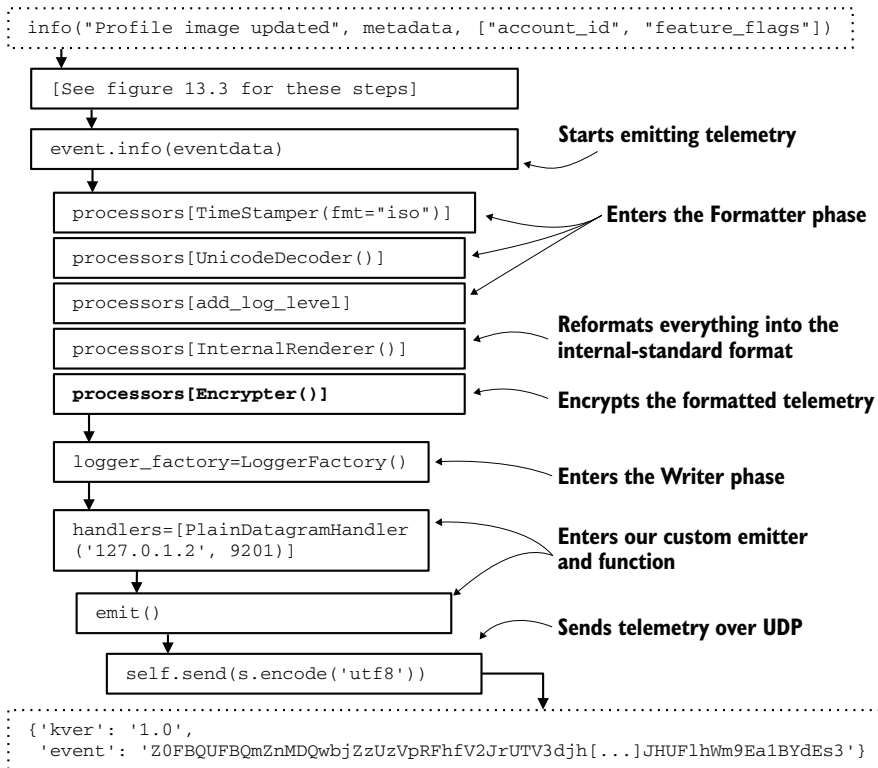 info("Profile image updated", metadata, ["account_id", "feature_flags"])
[See figure 13.3 for these steps]
event.info(eventdata)
Starts emitting telemetry
processors[TimeStamper(fmt="iso")]
Enters the Formatter phase
processors[UnicodeDecoder()]
processors[add_log_level]
processors[InternalRenderer()]
Reformats everything into the
internal-standard format
processors[Encrypter()]
Encrypts the formatted telemetry
logger_factory=LoggerFactory()
Enters the Writer phase
handlers=[PlainDatagramHandler
('127.0.1.2', 9201)]
Enters our custom emitter
and function
emit()
Sends telemetry over UDP
self.send(s.encode('utf8'))
{'kver': '1.0',
'event': 'Z0FBQUFBQmZnMDQwbjZzUzVpRFhfV2JrUTV3djh[...]JHUFlhWm9Ea1BYdEs3'}